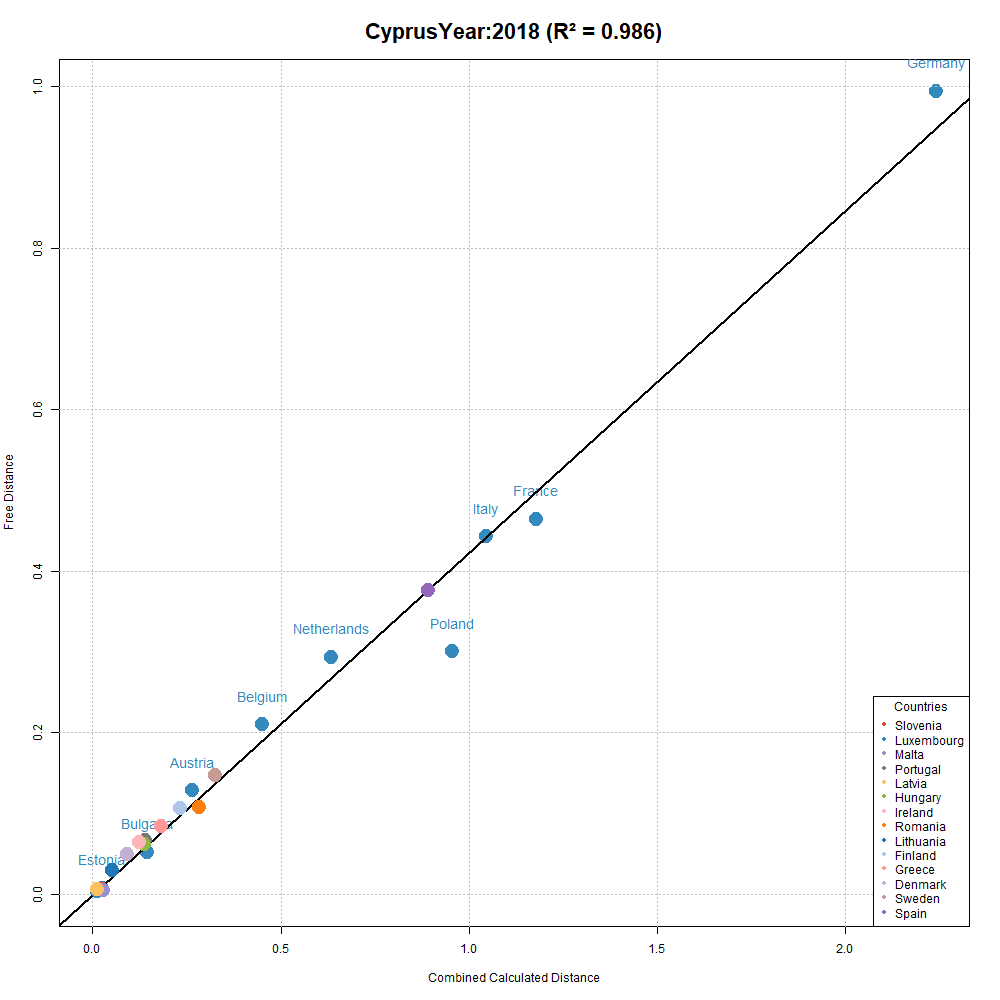 CyprusYear:2018 (R² = 0.986)
Germany
1.0
0.8
0.6
France
Italy
Free Distance
0.4
Poland
Netherlands
Belgium
Countries
Slovenia
0.2
Luxembourg
Malta
Austria
Portugal
Latvia
Hungary
Ireland
Bulgaria
Romania
Lithuania
Estonia
Finland
Greece
0.0
Denmark
Sweden
Spain
0.0 0.5 1.0 1.5 2.0
Combined Calculated Distance